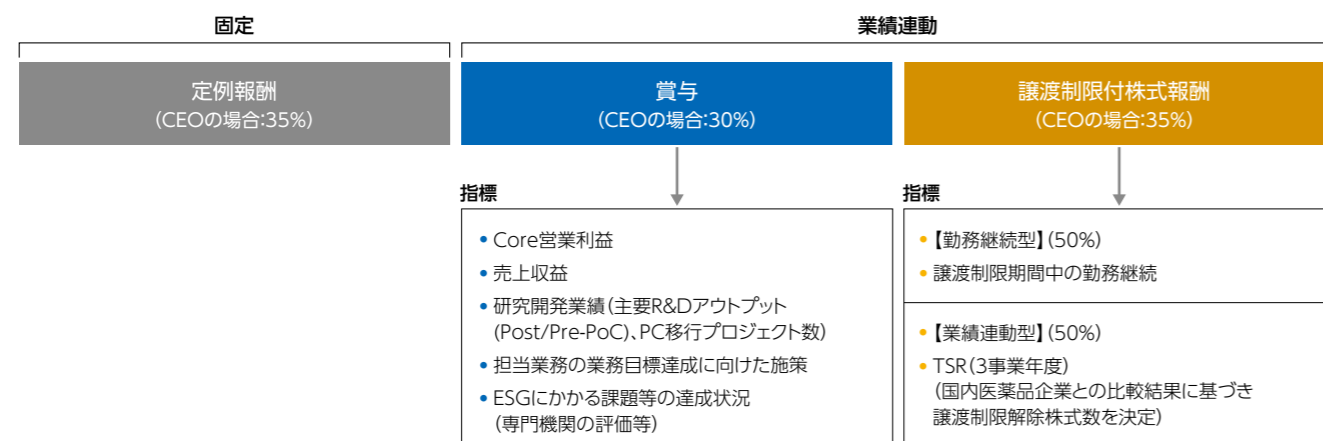 固定
業績連動
定例報酬
(CEOの場合:35%)
賞与
(CEOの場合:30%)
譲渡制限付株式報酬
(CEOの場合:35%)
指標
• Core営業利益
• 売上収益
• 研究開発業績(主要R&Dアウトプット
(Post/Pre-PoC)、PC移行プロジェクト数)
• 担当業務の業務目標達成に向けた施策
• ESGにかかる課題等の達成状況
(専門機関の評価等)
指標
•【勤務継続型】(50%)
• 譲渡制限期間中の勤務継続
•【業績連動型】(50%)
• TSR(3事業年度)
(国内医薬品企業との比較結果に基づき
譲渡制限解除株式数を決定)